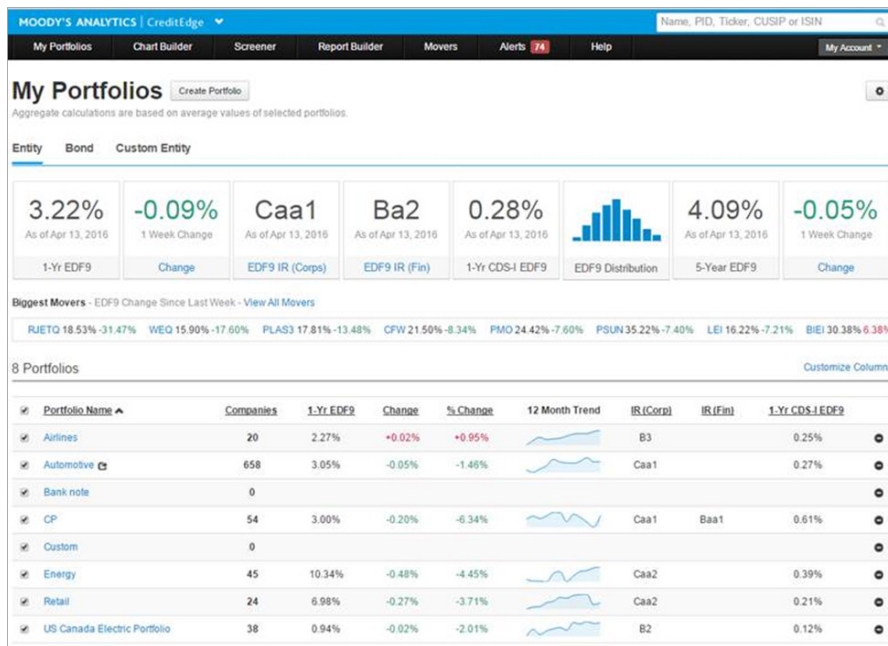 MOODY'S ANALYTICS | CreditEdge
Name, PID, Ticker, CUSIP or ISIN
My Portfolios Chart Builder Screener Report Builder Movers Alerts 74 Help My Account
My Portfolios Create Portfolio
Aggregate calculations are based on average values of selected portfolios.
Entity Bond Custom Entity
3.22% -0.09% Caa1 Ba2 0.28% 4.09% -0.05%
As of Apr 13, 2016 1 Week Change As of Apr 13, 2016 As of Apr 13, 2016 As of Apr 13, 2016 As of Apr 13, 2016 1 Week Change
1-Yr EDF9 Change EDF9 IR (Corps) EDF9 IR (Fin) 1-Yr CDS-I EDF9 EDF9 Distribution 5-Year EDF9 Change
Biggest Movers - EDF9 Change Since Last Week - View All Movers
RJETQ 18.53% -31.47% WEQ 15.90% -17.60% PLAS3 17.81% -13.48% CFW 21.50% -8.34% PMO 24.42% -7.60% PSUN 35.22% -7.40% LEI 16.22% -7.21% BIEI 30.38% 6.38%
8 Portfolios Customize Column
Portfolio Name Companies 1-Yr EDF9 Change % Change 12 Month Trend IR (Corp) IR (Fin) 1-Yr CDS-I EDF9
Airlines 20 2.27% +0.02% +0.95% B3 0.25%
Automotive 658 3.05% -0.05% -1.46% Caa1 0.27%
Bank note 0
CP 54 3.00% -0.20% -6.34% Caa1 Baa1 0.61%
Custom 0
Energy 45 10.34% -0.48% -4.45% Caa2 0.39%
Retail 24 6.98% -0.27% -3.71% Caa2 0.21%
US Canada Electric Portfolio 38 0.94% -0.02% -2.01% B2 0.12%